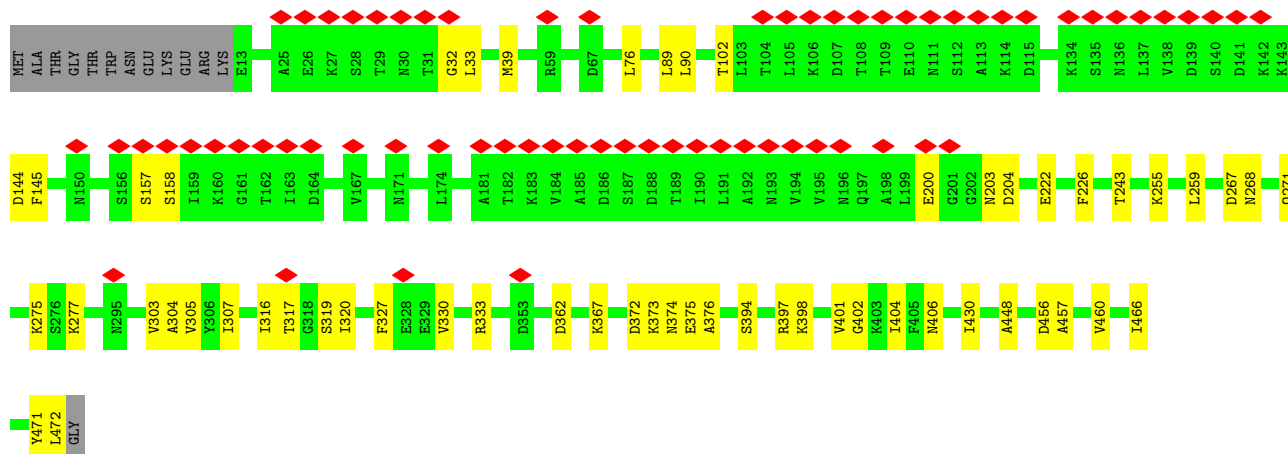 MET ALA THR GLY THR TRP ASN GLU LYS GLU ARG LYS E13 A25 E26 K27 S28 T29 N30 T31 G32 L33 M39 R59 D67 L76 L89 L90 T102 L103 T104 L105 K106 D107 T108 T109 E110 N111 S112 A113 K114 D115 K134 S135 N136 L137 V138 D139 S140 D141 K142 K143
D144 F145 N150 S156 S157 S158 I159 K160 G161 T162 I163 D164 V167 N171 L174 A181 T182 K183 V184 A185 D186 S187 D188 T189 I190 L191 A192 N193 V194 V195 N196 Q197 A198 L199 E200 G201 G202 N203 D204 E222 F226 T243 K255 L259 D267 N268 Q271
K275 S276 K277 N295 V303 A304 V305 Y306 I307 I316 T317 G318 S319 I320 F327 E328 E329 V330 R333 D353 D362 K367 D372 K373 N374 E375 A376 S394 R397 K398 V401 G402 K403 I404 F405 N406 I430 A448 D456 A457 V460 I466
Y471 L472 GLY